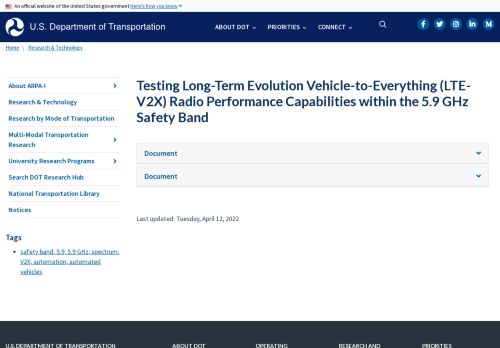 An official website of the United States government Here's how you know
U.S. Department of Transportation
ABOUT DOT
PRIORITIES
CONNECT
Home \ Research & Technology
About ARPA-I
Research & Technology
Research by Mode of Transportation
Multi-Modal Transportation
Research
University Research Programs
Search DOT Research Hub
National Transportation Library
Notices
Tags
safety band, 5.9, 5.9 GHz, spectrum,
V2X, automation, automated
vehicles
Testing Long-Term Evolution Vehicle-to-Everything (LTE-
V2X) Radio Performance Capabilities within the 5.9 GHz
Safety Band
Document
Document
Last updated: Tuesday, April 12, 2022
U.S. DEPARTMENT OF TRANSPORTATION
ABOUT DOT
OPERATING
RESEARCH AND
PRIORITIES